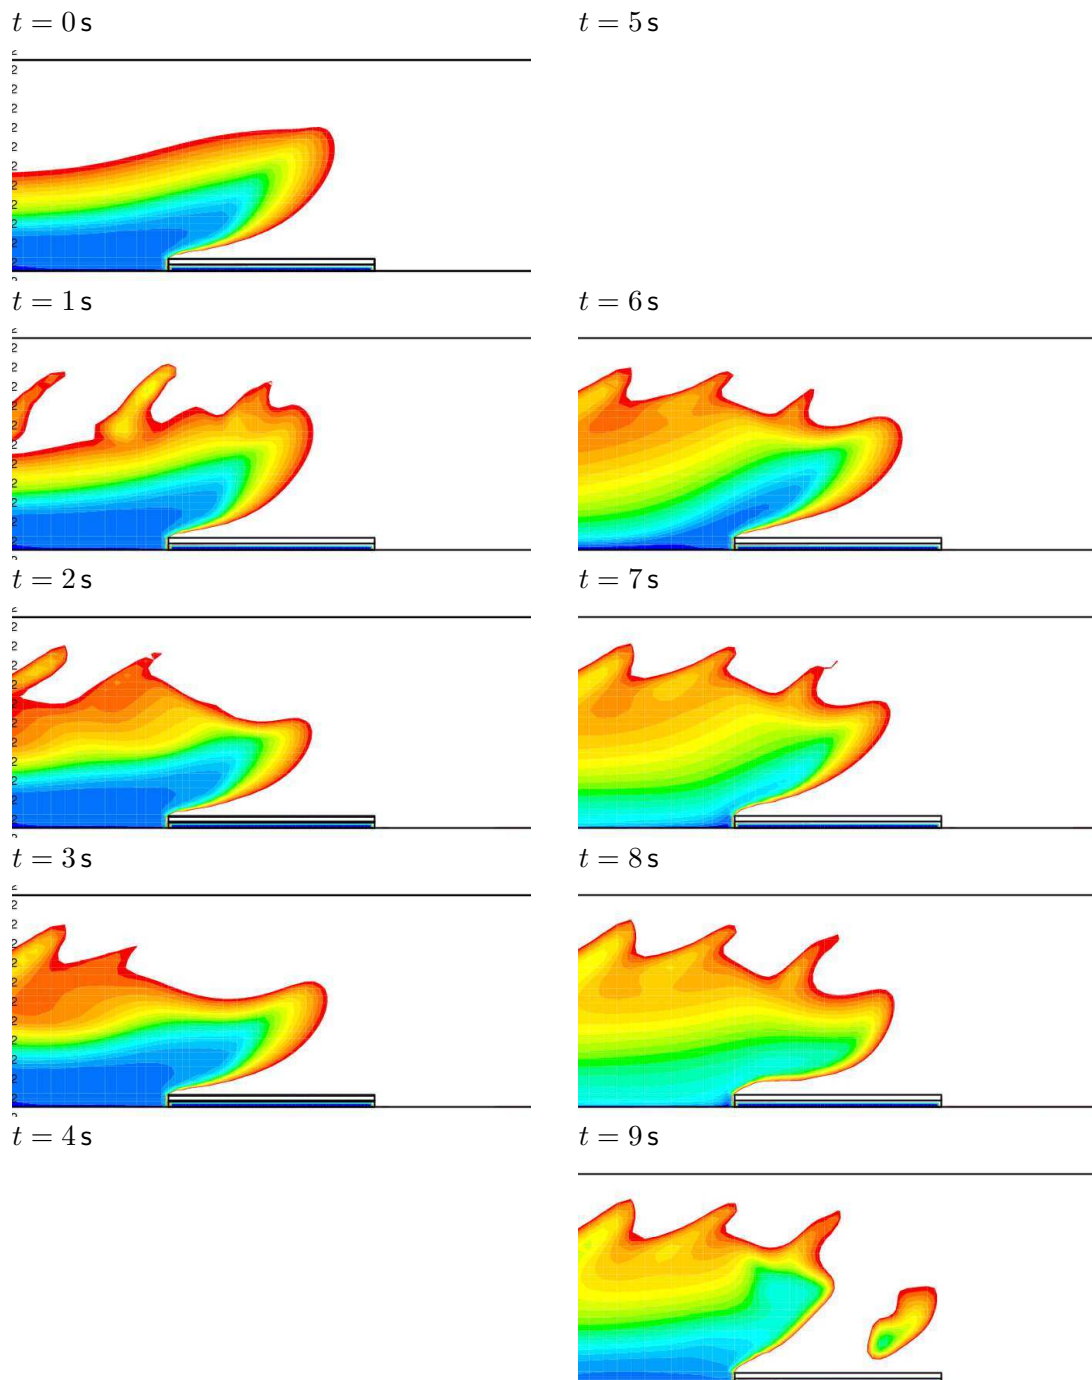 t = 0 s
t = 5 s
t = 1 s
t = 6 s
t = 2 s
t = 7 s
t = 3 s
t = 8 s
t = 4 s
t = 9 s